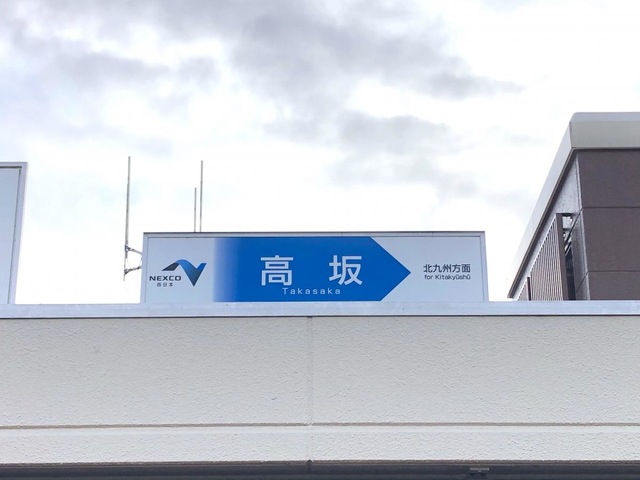 NEXCO
西日本
高坂
Takasaka
北九州方面
for Kitakyūshū